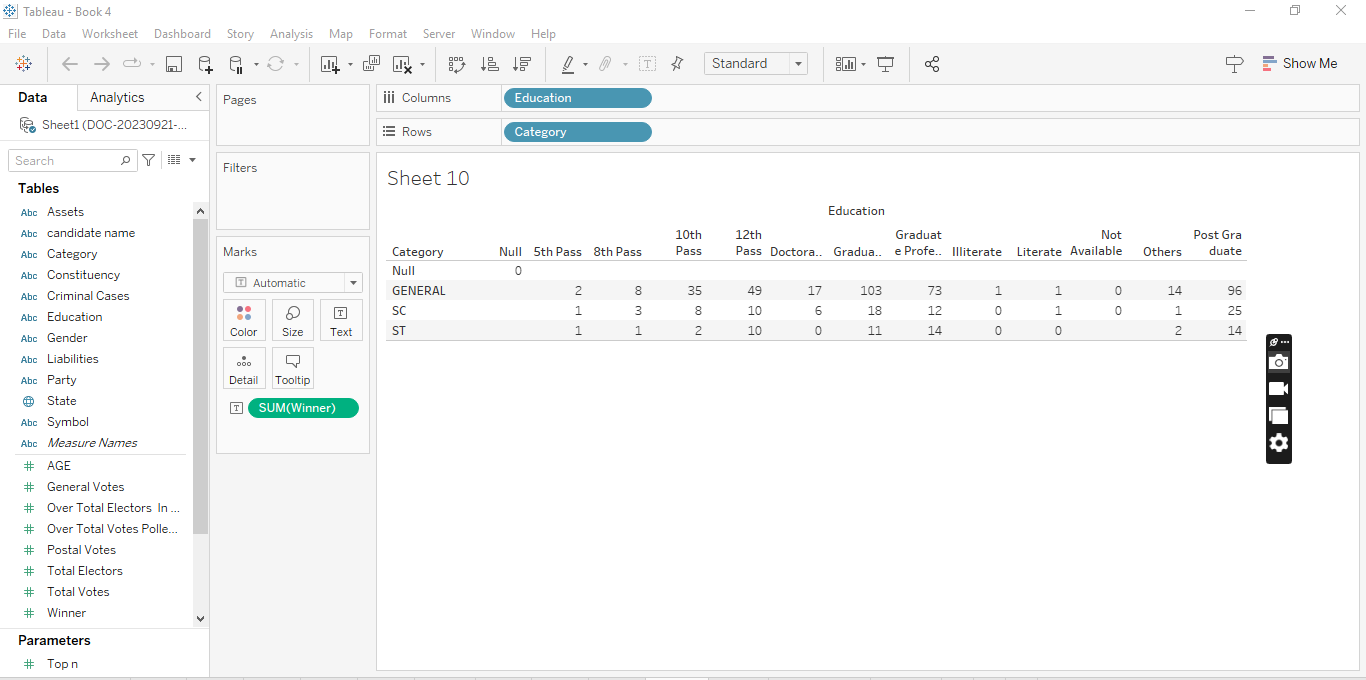 Tableau - Book 4
File Data Worksheet Dashboard Story Analysis Map Format Server Window Help
Standard
Show Me
Data Analytics
Sheet1 (DOC-20230921-...
Search
Tables
Abc Assets
Abc candidate name
Abc Category
Abc Constituency
Abc Criminal Cases
Abc Education
Abc Gender
Abc Liabilities
Abc Party
State
Abc Symbol
Abc Measure Names
# AGE
# General Votes
# Over Total Electors In ...
# Over Total Votes Polle...
# Postal Votes
# Total Electors
# Total Votes
# Winner
Parameters
# Top n
Pages
Filters
Marks
T Automatic
Color Size T Text
Detail Tooltip
T SUM(Winner)
Columns Education
Rows Category
Sheet 10
Education
Category Null 5th Pass 8th Pass 10th Pass 12th Pass Doctora.. Gradua.. Graduat e Profe.. Illiterate Literate Not Available Others Post Gra duate
Null 0
GENERAL 2 8 35 49 17 103 73 1 1 0 14 96
SC 1 3 8 10 6 18 12 0 1 0 1 25
ST 1 1 2 10 0 11 14 0 0 2 14